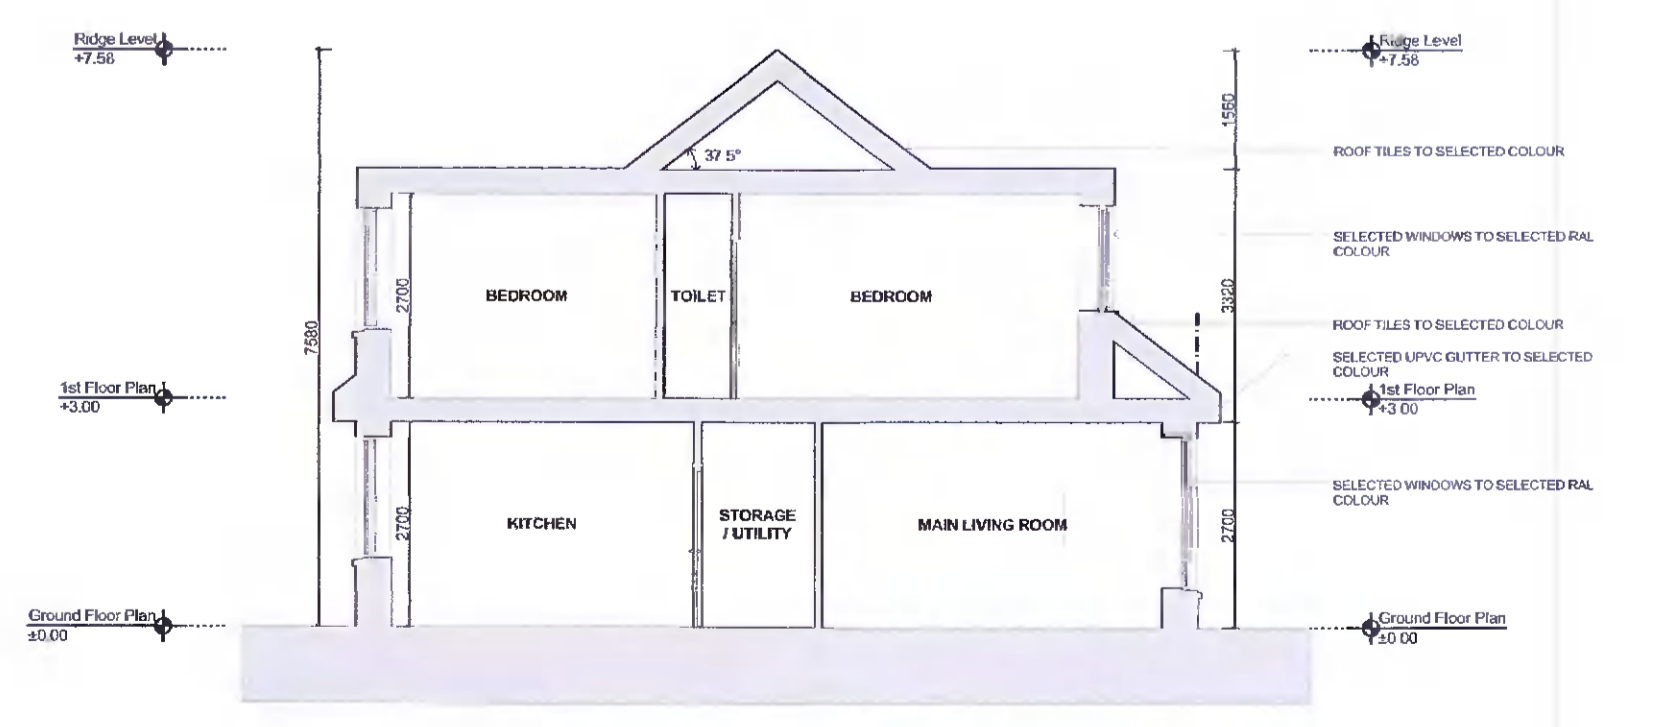 Ridge Level
+7.58
Ridge Level
+7.58
1560
ROOF TILES TO SELECTED COLOUR
37.5°
SELECTED WINDOWS TO SELECTED RAL
COLOUR
BEDROOM
TOILET
BEDROOM
2700
3320
7580
ROOF TILES TO SELECTED COLOUR
SELECTED UPVC GUTTER TO SELECTED
COLOUR
1st Floor Plan
+3.00
1st Floor Plan
+3.00
SELECTED WINDOWS TO SELECTED RAL
COLOUR
KITCHEN
STORAGE
/ UTILITY
MAIN LIVING ROOM
2700
2700
Ground Floor Plan
±0.00
Ground Floor Plan
±0.00